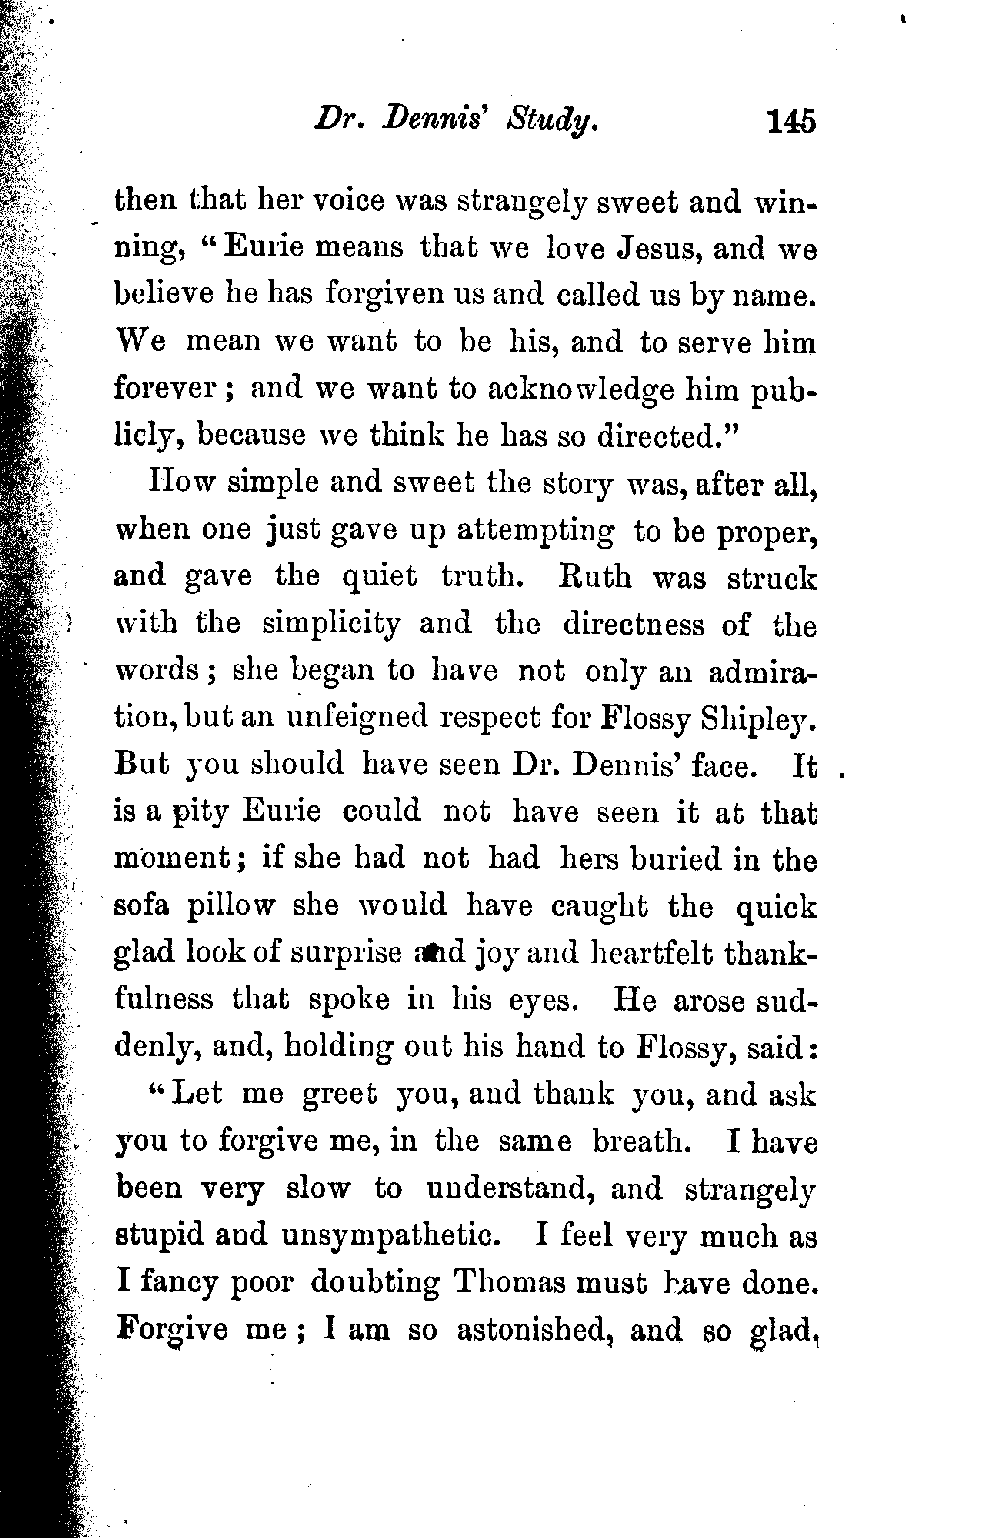 Dr. Dennis' Study. 145
then that her voice was strangely sweet and win-
ning, "Eurie means that we love Jesus, and we
believe he has forgiven us and called us by name.
We mean we want to be his, and to serve him
forever; and we want to acknowledge him pub-
licly, because we think he has so directed."
How simple and sweet the story was, after all,
when one just gave up attempting to be proper,
and gave the quiet truth. Ruth was struck
with the simplicity and the directness of the
words; she began to have not only an admira-
tion, but an unfeigned respect for Flossy Shipley.
But you should have seen Dr. Dennis' face. It
is a pity Eurie could not have seen it at that
moment; if she had not had hers buried in the
sofa pillow she would have caught the quick
glad look of surprise and joy and heartfelt thank-
fulness that spoke in his eyes. He arose sud-
denly, and, holding out his hand to Flossy, said:
"Let me greet you, and thank you, and ask
you to forgive me, in the same breath. I have
been very slow to understand, and strangely
stupid and unsympathetic. I feel very much as
I fancy poor doubting Thomas must have done.
Forgive me; I am so astonished, and so glad,